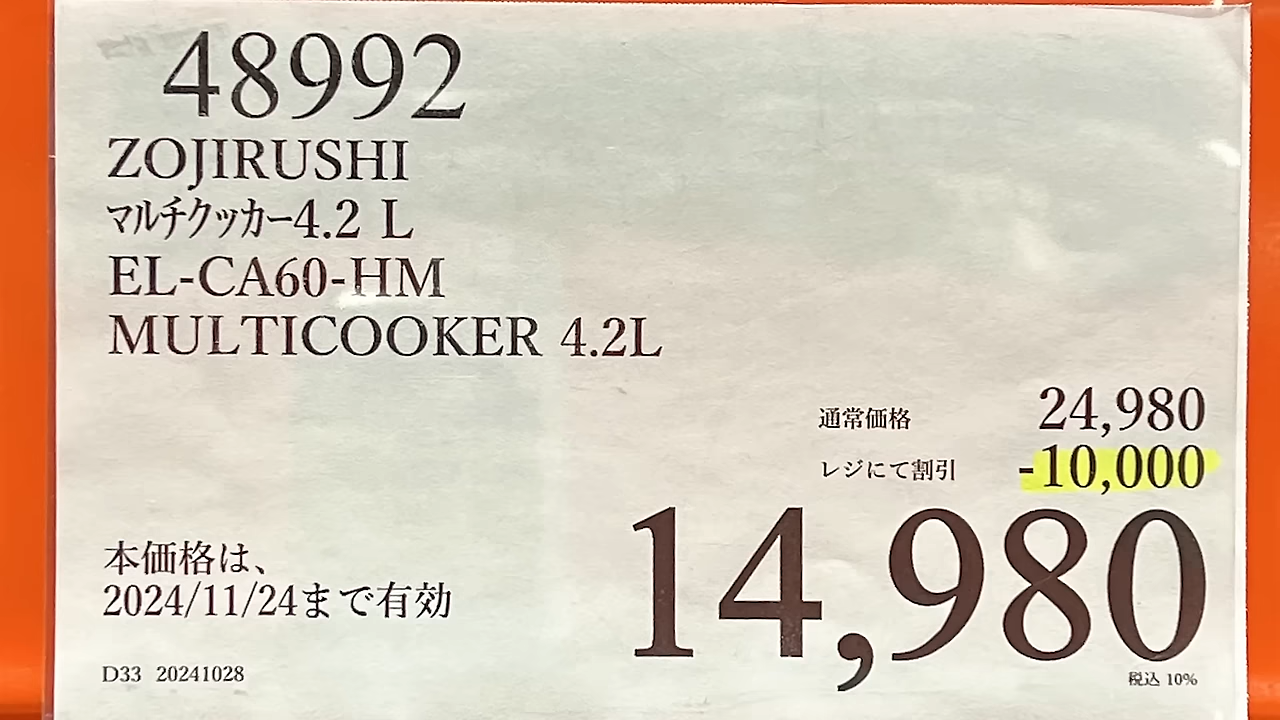 48992
ZOJIRUSHI
マルチクッカー4.2 L
EL-CA60-HM
MULTICOOKER 4.2L
通常価格 24,980
レジにて割引 -10,000
14,980
本価格は、
2024/11/24まで有効
D33 20241028
税込 10%